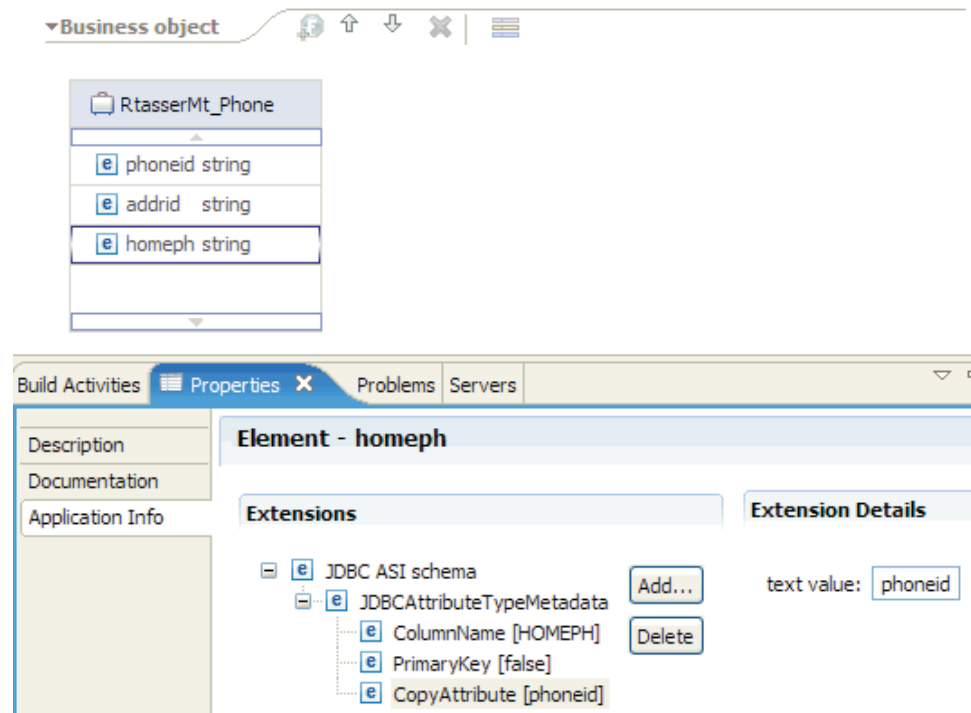 Business object
RtasserMt_Phone
e phoneid string
e addrid string
e homeph string
Build Activities Properties Problems Servers
Description
Documentation
Application Info
Element - homeph
Extensions
Extension Details
e JDBC ASI schema
e JDBCAttributeTypeMetadata
e ColumnName [HOMEPH]
e PrimaryKey [false]
e CopyAttribute [phoneid]
Add...
Delete
text value: phoneid